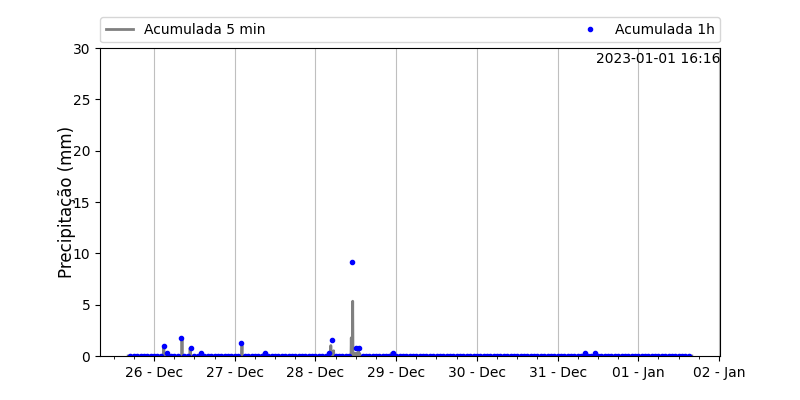 Acumulada 5 min
Acumulada 1h
2023-01-01 16:16
Precipitação (mm)
30
25
20
15
10
5
0
26 - Dec
27 - Dec
28 - Dec
29 - Dec
30 - Dec
31 - Dec
01 - Jan
02 - Jan